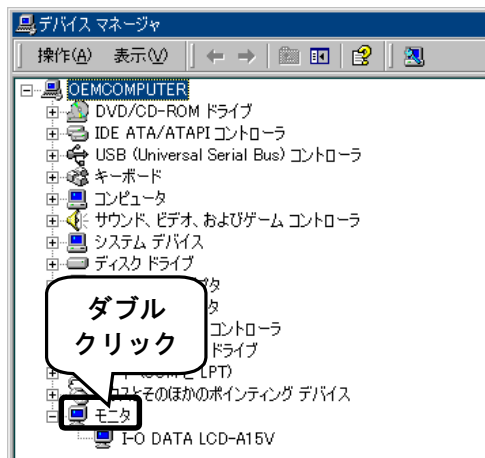 デバイス マネージャ
操作(A) 表示(V)
OEMCOMPUTER
DVD/CD-ROM ドライブ
IDE ATA/ATAPI コントローラ
USB (Universal Serial Bus) コントローラ
キーボード
コンピュータ
サウンド、ビデオ、およびゲーム コントローラ
システム デバイス
ディスク ドライブ
プタ
タ
コントローラ
ドライブ
LPT)
とそのほかのポインティング デバイス
モニタ
I-O DATA LCD-A15V
ダブル
クリック